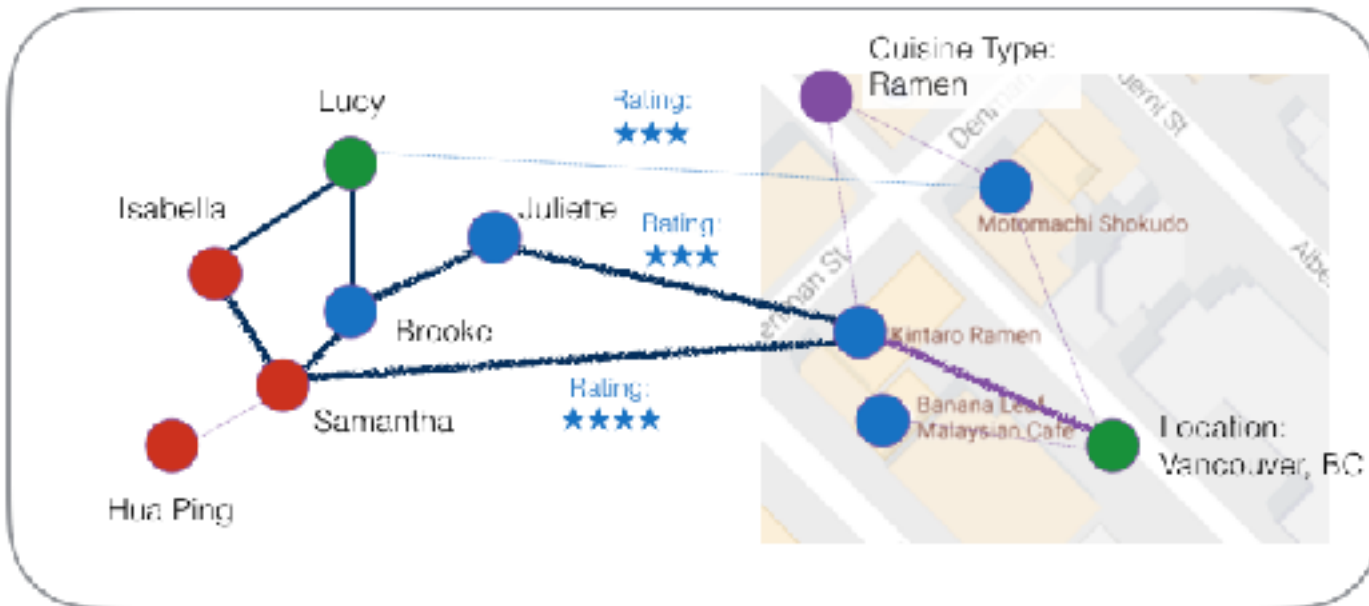 Cuisine Type:
Ramen
Lucy
Rating:
★★★
Isabella
Juliette
Rating:
★★★
Motomachi Shokudo
Brooke
Kintaro Ramen
Rating:
★★★★
Samantha
Banana Leaf
Malaysian Cafe
Location:
Vancouver, BC
Hua Ping